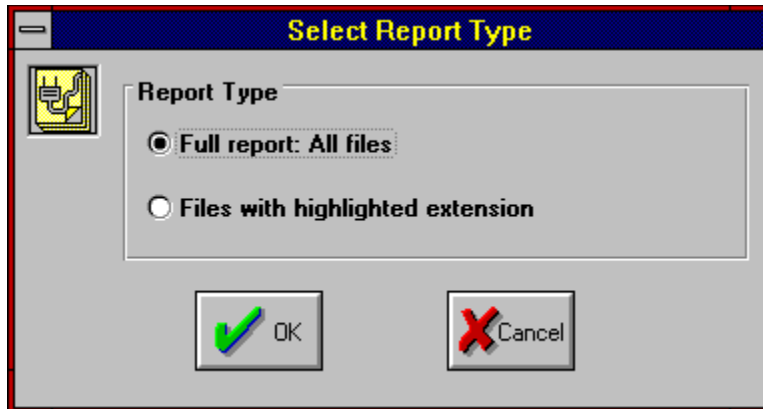 Select Report Type
Report Type
Full report: All files
Files with highlighted extension
OK
Cancel